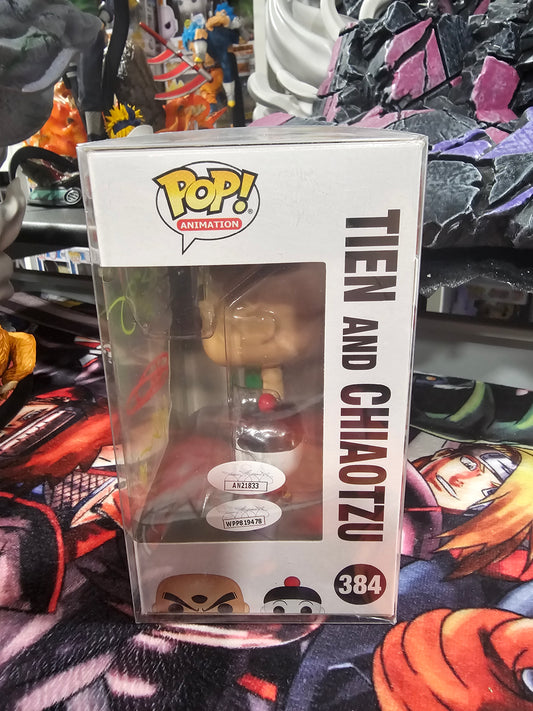 POP!
ANIMATION
TIEN AND CHIAOTZU
AN21833
WPPB19478
384